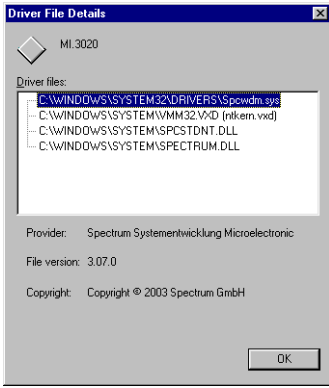 Driver File Details
MI.3020
Driver files:
C:\WINDOWS\SYSTEM32\DRIVERS\Spcwdm.sys
C:\WINDOWS\SYSTEM\VMM32.VXD (ntkern.vxd)
C:\WINDOWS\SYSTEM\SPCSTDNT.DLL
C:\WINDOWS\SYSTEM\SPECTRUM.DLL
Provider: Spectrum Systementwicklung Microelectronic
File version: 3.07.0
Copyright: Copyright © 2003 Spectrum GmbH
OK